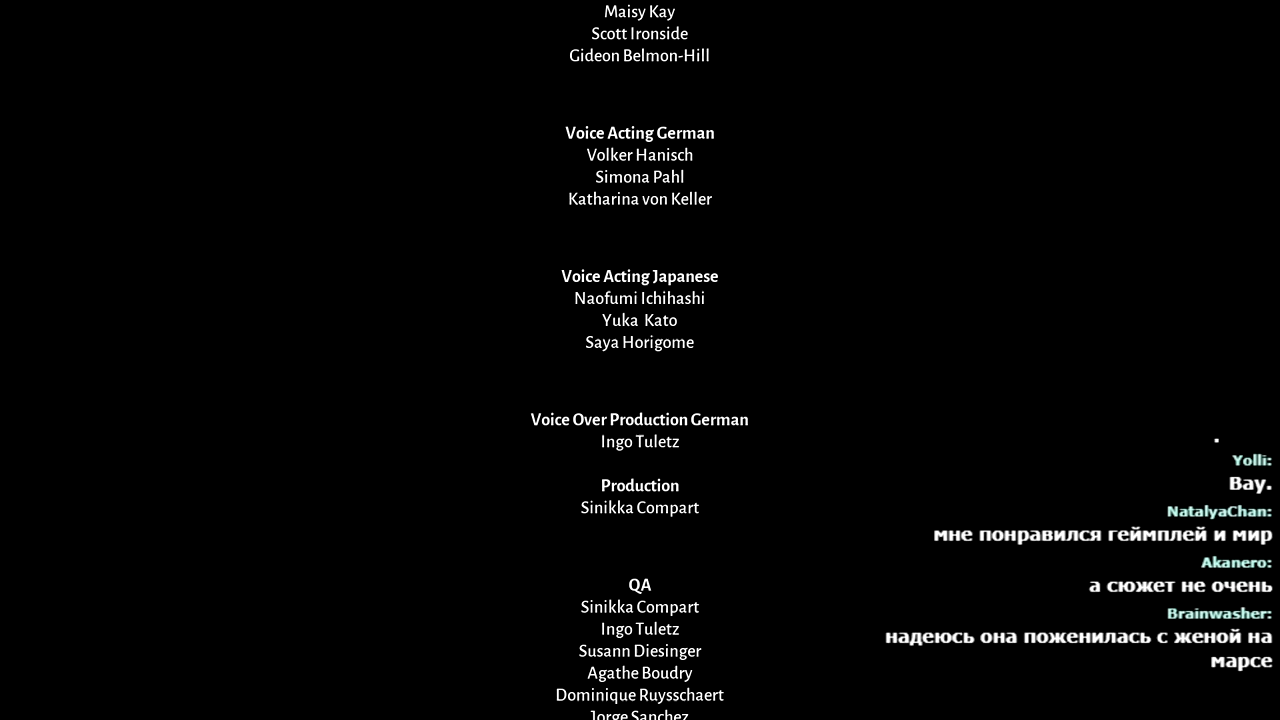 Maisy Kay
Scott Ironside
Gideon Belmon-Hill
Voice Acting German
Volker Hanisch
Simona Pahl
Katharina von Keller
Voice Acting Japanese
Naofumi Ichihashi
Yuka Kato
Saya Horigome
Voice Over Production German
Ingo Tuletz
Production
Sinikka Compart
QA
Sinikka Compart
Ingo Tuletz
Susann Diesinger
Agathe Boudry
Dominique Ruysschaert
Jorge Sanchez
.
Yolli:
Вау.
NatalyaChan:
мне понравился геймплей и мир
Akanero:
а сюжет не очень
Brainwasher:
надеюсь она поженилась с женой на
марсе